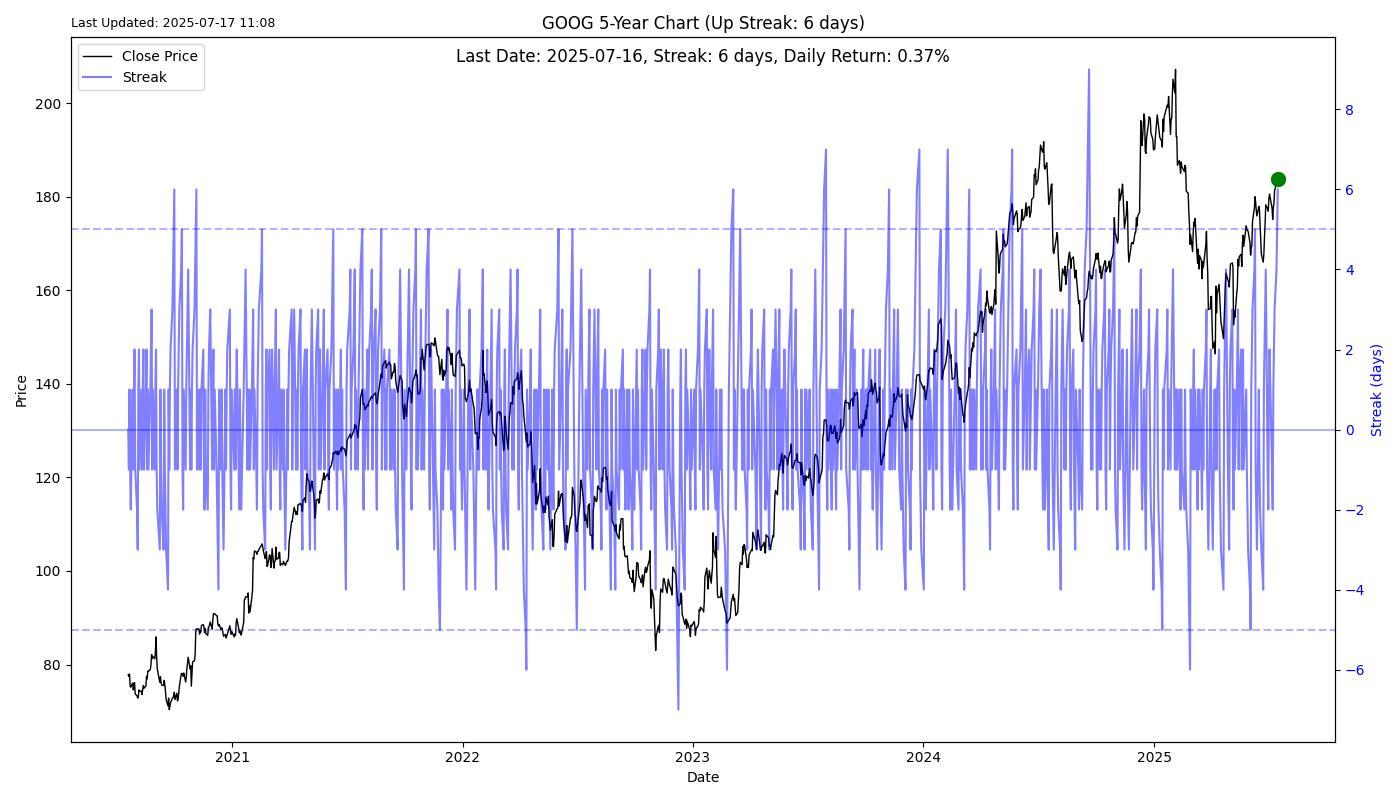 Last Updated: 2025-07-17 11:08
GOOG 5-Year Chart (Up Streak: 6 days)
Last Date: 2025-07-16, Streak: 6 days, Daily Return: 0.37%
Close Price
Streak
200
180
160
140
120
100
80
Price
8
6
4
2
0
−2
−4
−6
Streak (days)
2021
2022
2023
2024
2025
Date